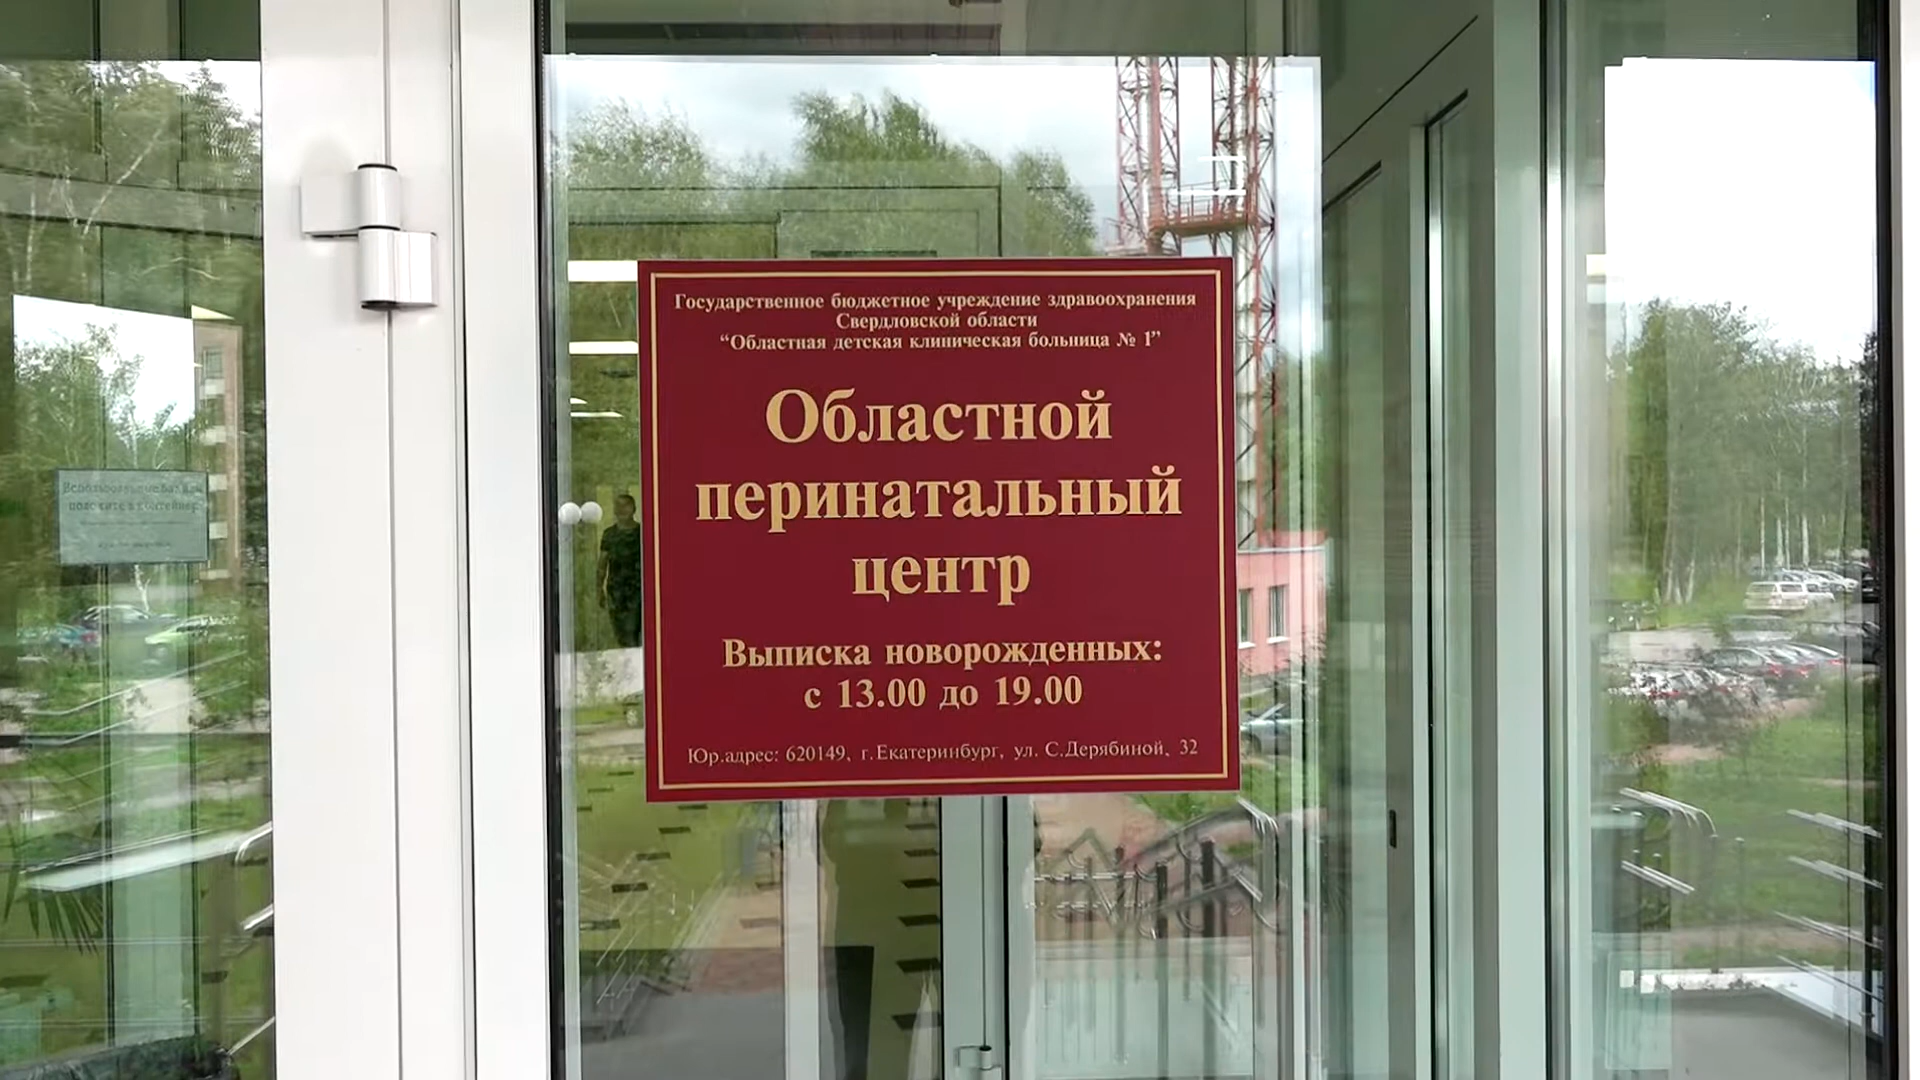 Государственное бюджетное учреждение здравоохранения
Свердловской области
“Областная детская клиническая больница № 1”
Областной
перинатальный
центр
Выписка новорожденных:
с 13.00 до 19.00
Юр.адрес: 620149, г.Екатеринбург, ул. С.Дерябиной, 32